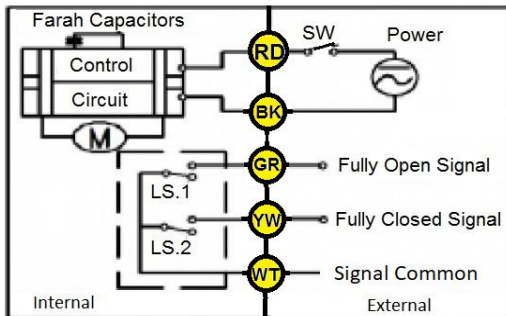 Farah Capacitors
Control
Circuit
M
RD
SW
Power
BK
GR
Fully Open Signal
LS.1
YW
Fully Closed Signal
LS.2
WT
Signal Common
Internal
External